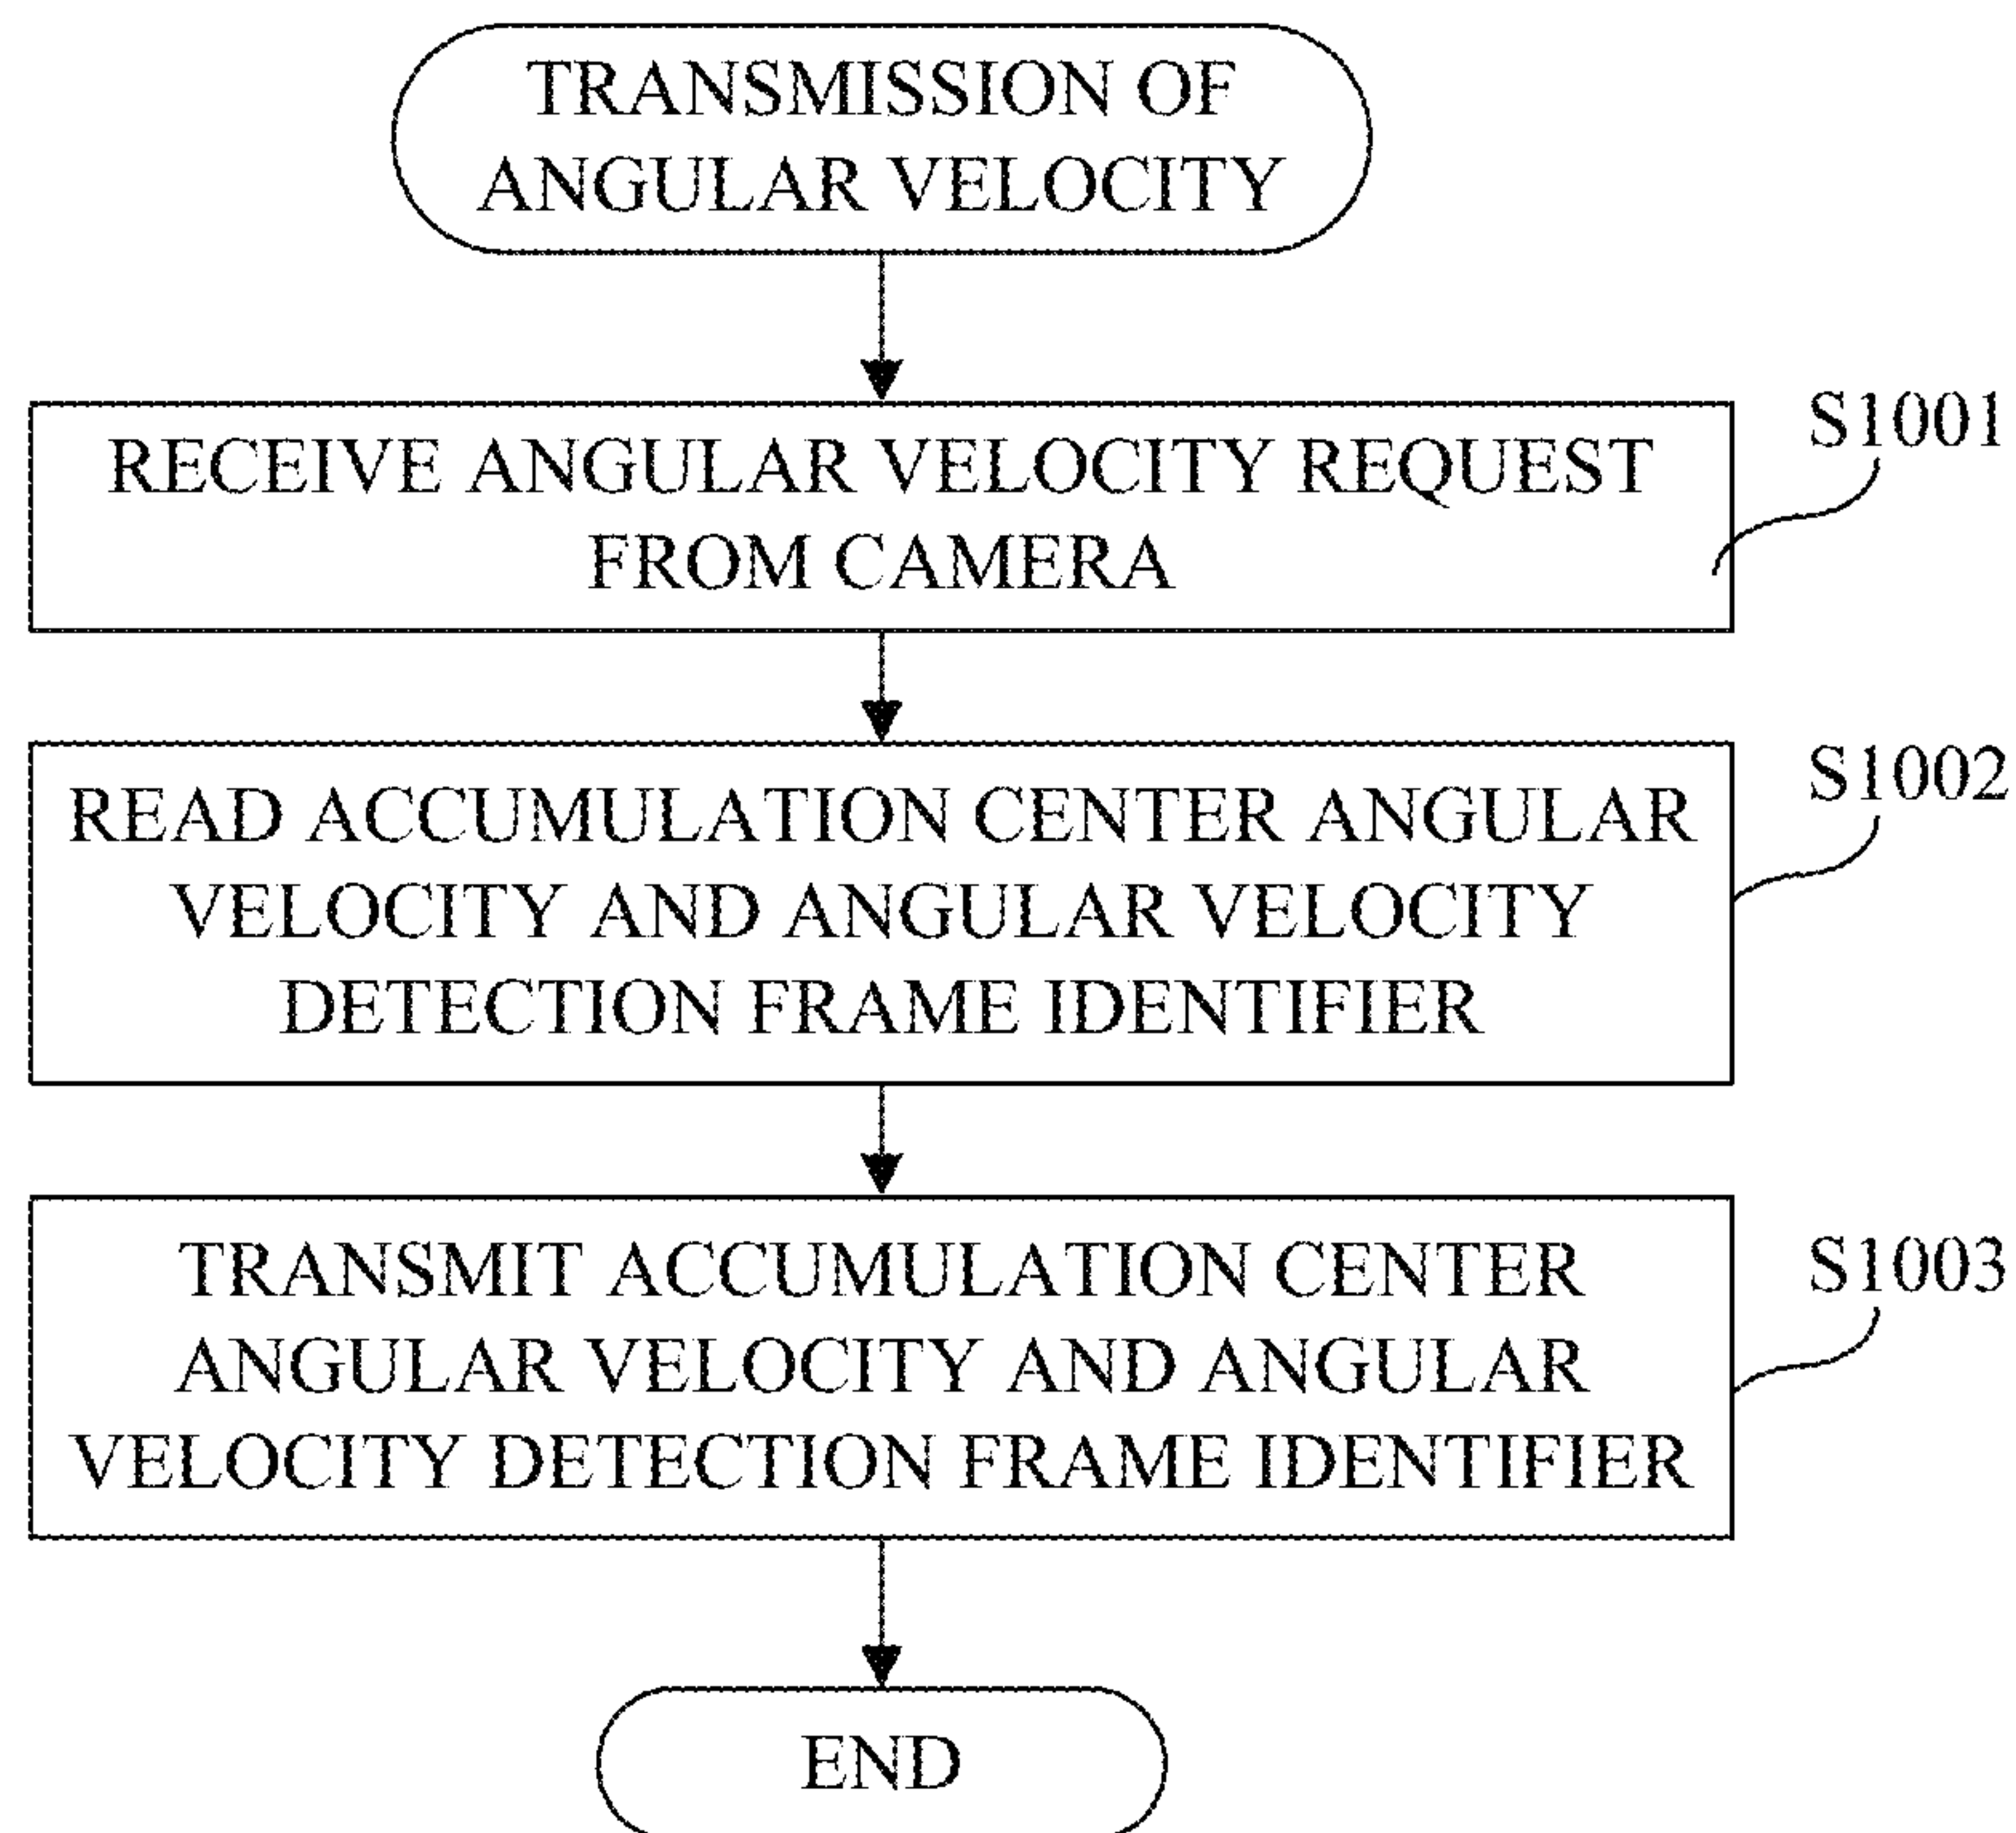 TRANSMISSION OF
ANGULAR VELOCITY
RECEIVE ANGULAR VELOCITY REQUEST
FROM CAMERA
S1001
READ ACCUMULATION CENTER ANGULAR
VELOCITY AND ANGULAR VELOCITY
DETECTION FRAME IDENTIFIER
S1002
TRANSMIT ACCUMULATION CENTER
ANGULAR VELOCITY AND ANGULAR
VELOCITY DETECTION FRAME IDENTIFIER
S1003
END